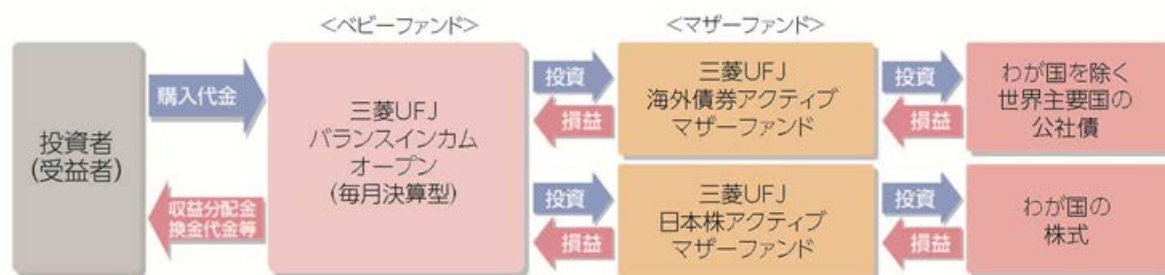 <ベビーファンド>
<マザーファンド>
投資者
(受益者)
購入代金
収益分配金
換金代金等
三菱UFJ
バランスインカム
オープン
(毎月決算型)
投資
損益
三菱UFJ
海外債券アクティブ
マザーファンド
投資
損益
わが国を除く
世界主要国の
公社債
投資
損益
三菱UFJ
日本株アクティブ
マザーファンド
投資
損益
わが国の
株式